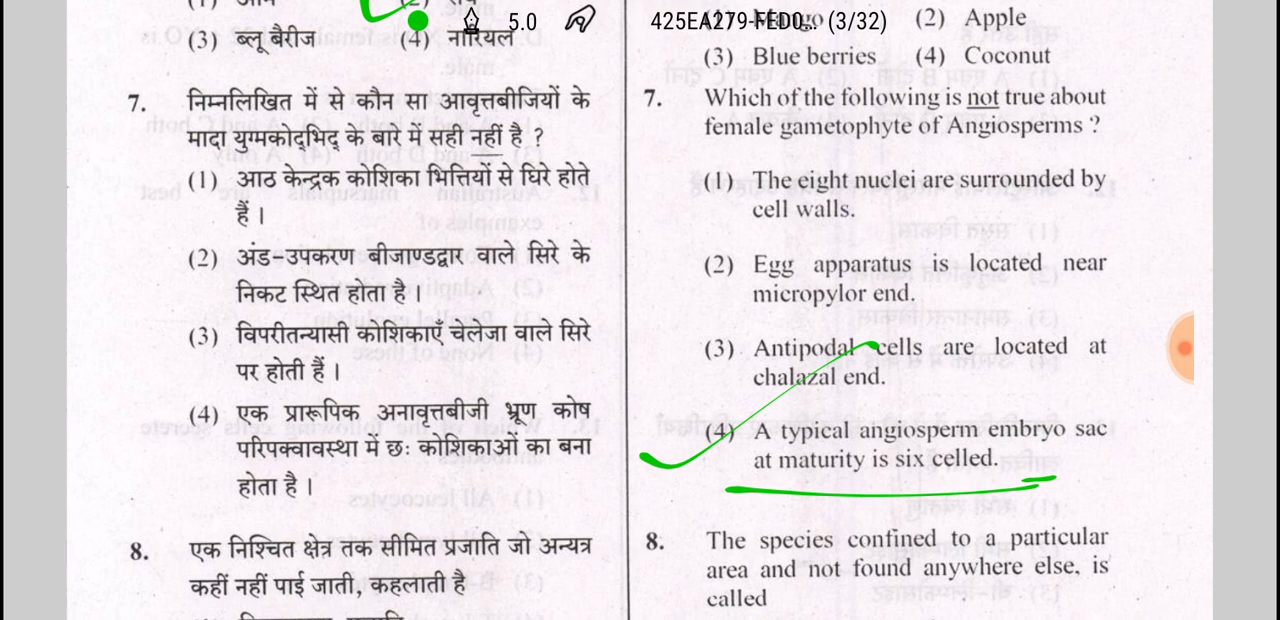 (3) ब्लू बैरीज (4) नारियल
5.0
425EA279-FED0... (3/32)
(2) Apple
(3) Blue berries (4) Coconut
7. निम्नलिखित में से कौन सा आवृत्तबीजियों के
मादा युग्मकोद्भिद् के बारे में सही नहीं है ?
(1) आठ केन्द्रक कोशिका भित्तियों से घिरे होते
हैं ।
(2) अंड-उपकरण बीजाण्डद्वार वाले सिरे के
निकट स्थित होता है ।
(3) विपरीतन्यासी कोशिकाएँ चेलेजा वाले सिरे
पर होती हैं ।
(4) एक प्रारूपिक अनावृत्तबीजी भ्रूण कोष
परिपक्वावस्था में छः कोशिकाओं का बना
होता है ।
8. एक निश्चित क्षेत्र तक सीमित प्रजाति जो अन्यत्र
कहीं नहीं पाई जाती, कहलाती है
7. Which of the following is not true about
female gametophyte of Angiosperms ?
(1) The eight nuclei are surrounded by
cell walls.
(2) Egg apparatus is located near
micropylor end.
(3) Antipodal cells are located at
chalazal end.
(4) A typical angiosperm embryo sac
at maturity is six celled.
8. The species confined to a particular
area and not found anywhere else, is
called